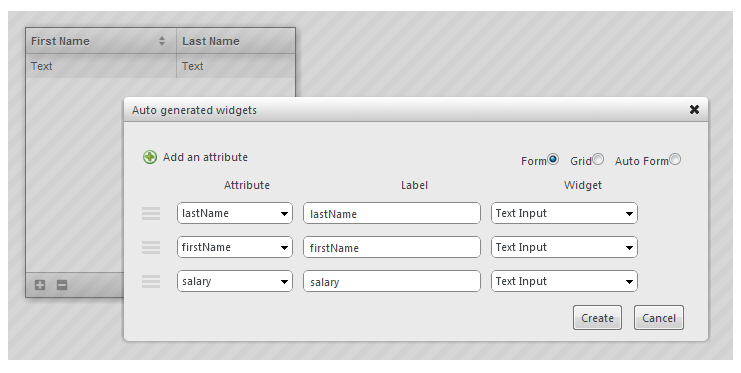 First Name Last Name
Text Text
Auto generated widgets
Add an attribute
Form Grid Auto Form
Attribute Label Widget
lastName lastName Text Input
firstName firstName Text Input
salary salary Text Input
Create Cancel